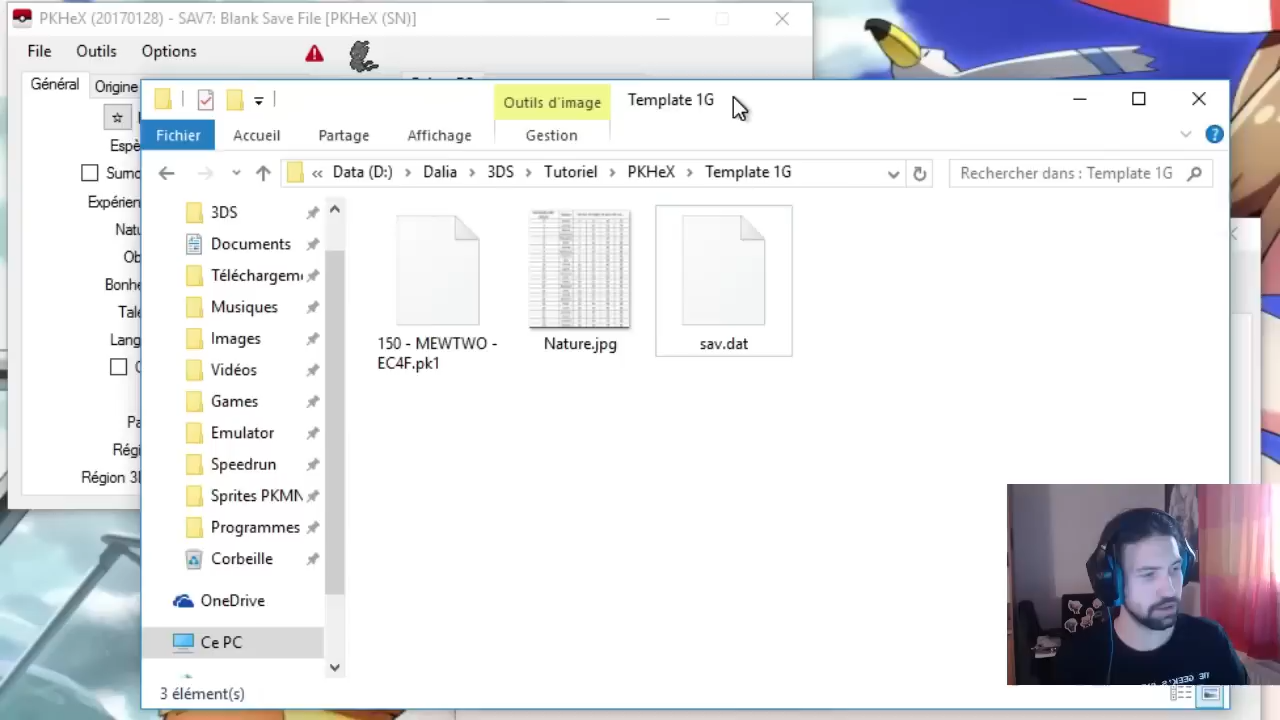 PKHeX (20170128) - SAV7: Blank Save File [PKHeX (SN)]
File Outils Options
Général Origine
Espè
Sumo
Expérien
Natu
Ob
Bonhe
Tale
Lang
Pa
Régi
Région 3D
Outils d'image Template 1G
Fichier Accueil Partage Affichage Gestion
« Data (D:) › Dalia › 3DS › Tutoriel › PKHeX › Template 1G
Rechercher dans : Template 1G
3DS
Documents
Téléchargem
Musiques
Images
Vidéos
Games
Emulator
Speedrun
Sprites PKMN
Programmes
Corbeille
OneDrive
Ce PC
150 - MEWTWO -
EC4F.pk1
Nature.jpg
sav.dat
3 élément(s)